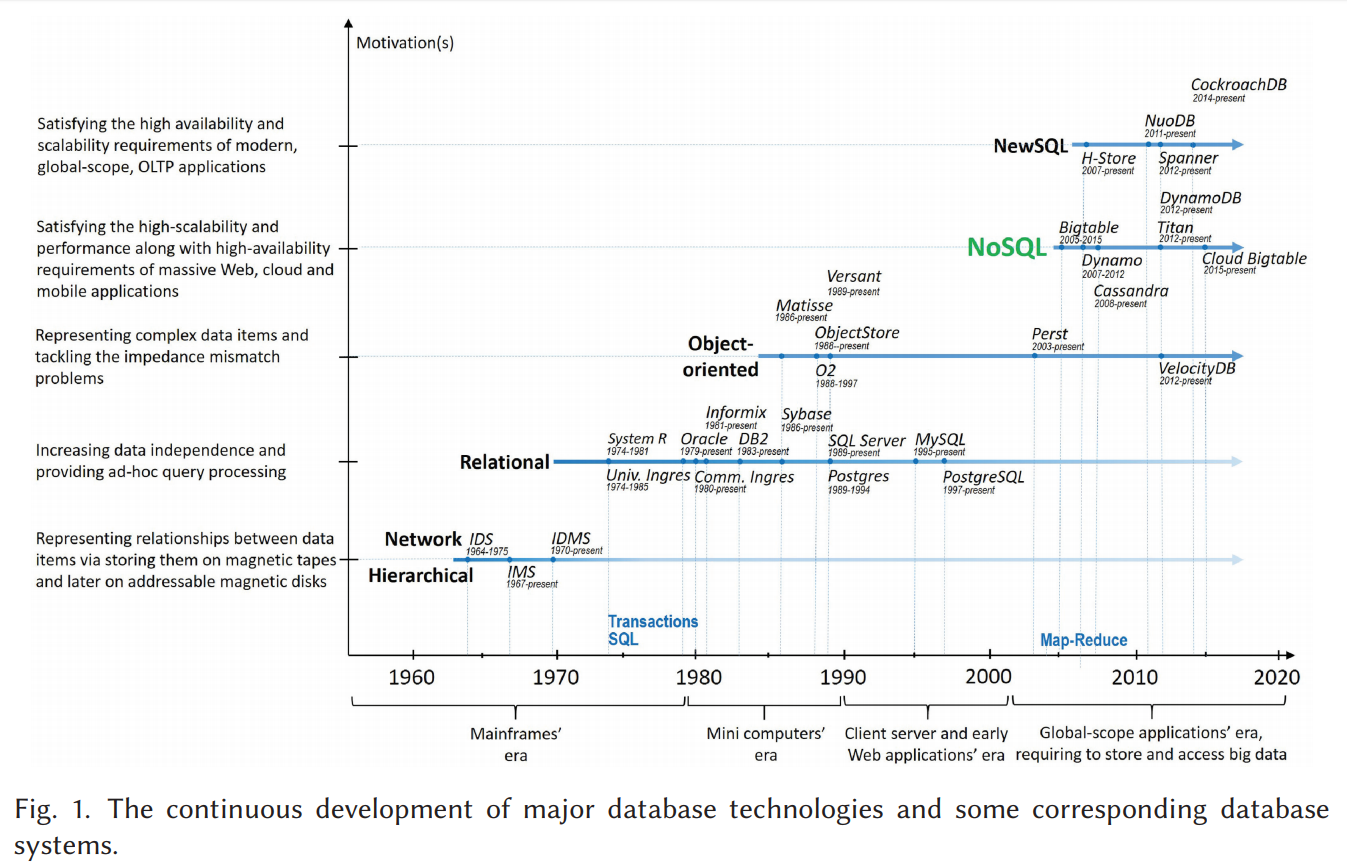 Motivation(s)
CockroachDB
2014-present
Satisfying the high availability and
scalability requirements of modern,
global-scope, OLTP applications
NuoDB
2011-present
NewSQL
H-Store
2007-present
Spanner
2012-present
DynamoDB
2012-present
Satisfying the high-scalability and
performance along with high-availability
requirements of massive Web, cloud and
mobile applications
Bigtable
2005-2015
Titan
2012-present
NoSQL
Dynamo
2007-2012
Cloud Bigtable
2015-present
Cassandra
2008-present
Versant
1989-present
Matisse
1986-present
Representing complex data items and
tackling the impedance mismatch
problems
ObjectStore
1988--present
Perst
2003-present
Object-
oriented
O2
1988-1997
VelocityDB
2012-present
Informix
1981-present
Sybase
1986-present
Increasing data independence and
providing ad-hoc query processing
System R
1974-1981
Oracle
1979-present
DB2
1983-present
SQL Server
1989-present
MySQL
1995-present
Relational
Univ. Ingres
1974-1985
Comm. Ingres
1980-present
Postgres
1989-1994
PostgreSQL
1997-present
Representing relationships between data
items via storing them on magnetic tapes
and later on addressable magnetic disks
Network
IDS
1964-1975
IDMS
1970-present
Hierarchical
IMS
1967-present
Transactions
SQL
Map-Reduce
1960 1970 1980 1990 2000 2010 2020
Mainframes’
era
Mini computers’
era
Client server and early
Web applications’ era
Global-scope applications’ era,
requiring to store and access big data
Fig. 1. The continuous development of major database technologies and some corresponding database
systems.